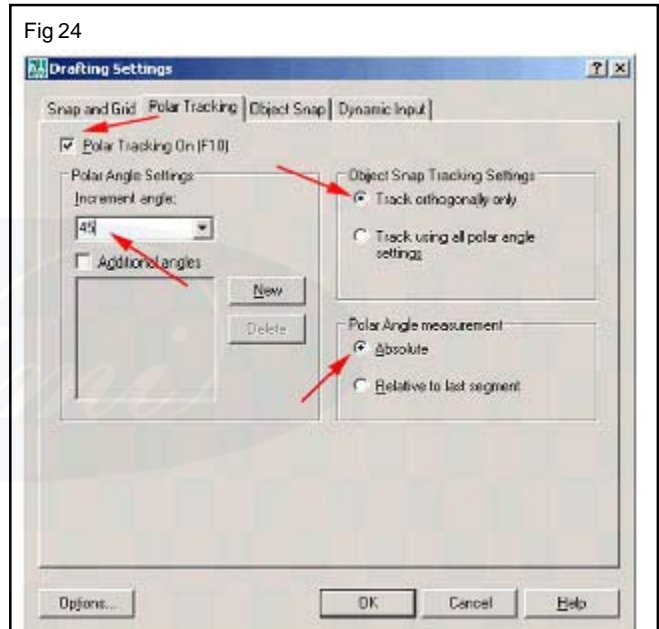 Fig 24
Drafting Settings
Snap and Grid Polar Tracking Object Snap Dynamic Input
Polar Tracking On (F10)
Polar Angle Settings
Increment angle:
45
Additional angles
New
Delete
Object Snap Tracking Settings
Track orthogonally only
Track using all polar angle
settings
Polar Angle measurement
Absolute
Relative to last segment
Options... OK Cancel Help